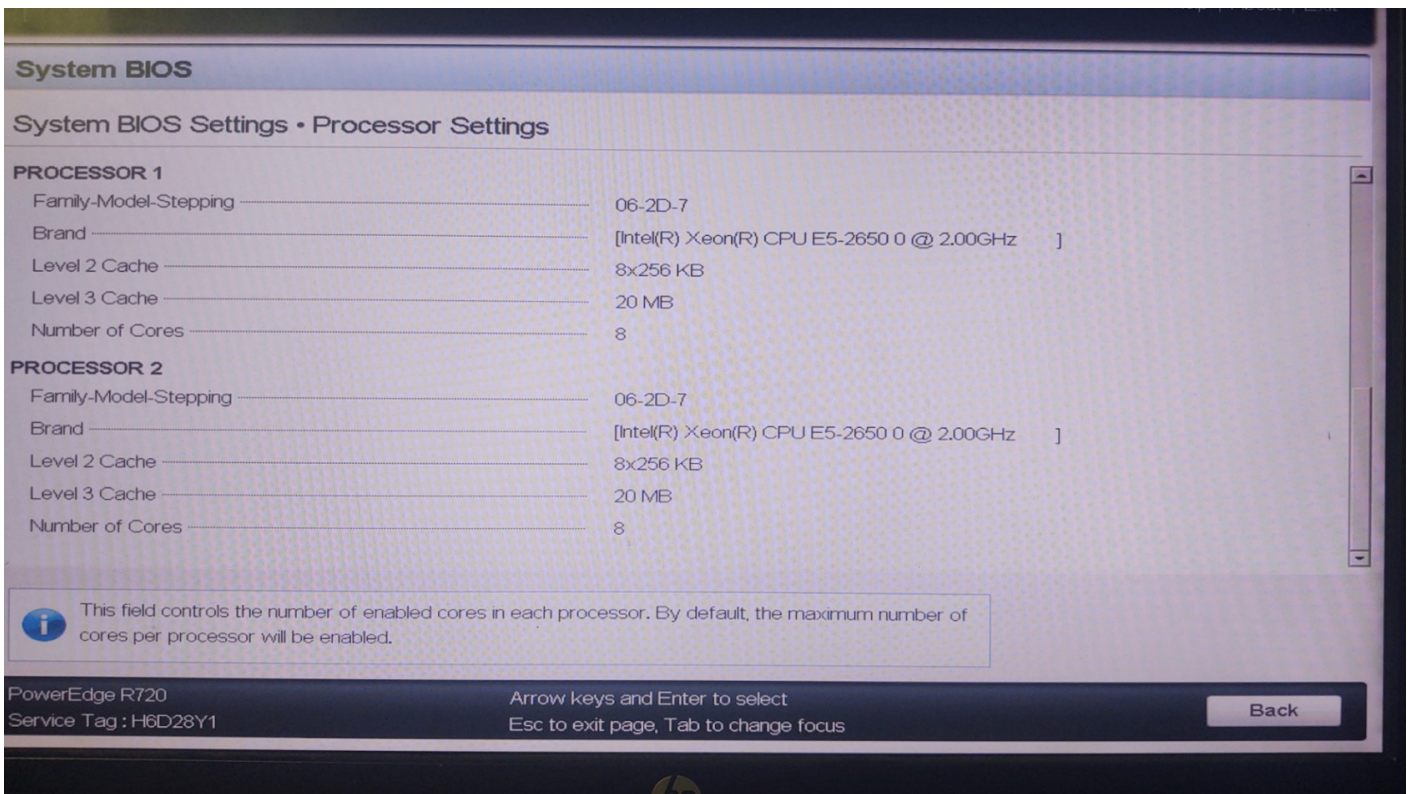 System BIOS
System BIOS Settings • Processor Settings
PROCESSOR 1
Family-Model-Stepping 06-2D-7
Brand [Intel(R) Xeon(R) CPU E5-2650 0 @ 2.00GHz ]
Level 2 Cache 8x256 KB
Level 3 Cache 20 MB
Number of Cores 8
PROCESSOR 2
Family-Model-Stepping 06-2D-7
Brand [Intel(R) Xeon(R) CPU E5-2650 0 @ 2.00GHz ]
Level 2 Cache 8x256 KB
Level 3 Cache 20 MB
Number of Cores 8
This field controls the number of enabled cores in each processor. By default, the maximum number of
cores per processor will be enabled.
PowerEdge R720
Service Tag : H6D28Y1
Arrow keys and Enter to select
Esc to exit page, Tab to change focus
Back